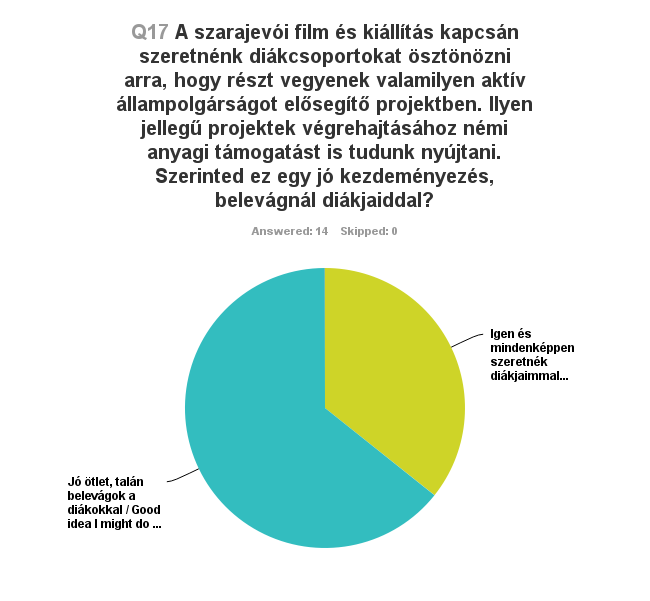 Q17 A szarajevói film és kiállítás kapcsán
szeretnénk diákcsoportokat ösztönözni
arra, hogy részt vegyenek valamilyen aktív
állampolgárságot elősegítő projektben. Ilyen
jellegű projektek végrehajtásához némi
anyagi támogatást is tudunk nyújtani.
Szerinted ez egy jó kezdeményezés,
belevágnál diákjaiddal?
Answered: 14 Skipped: 0
Igen és
mindenképpen
szeretnék
diákjaimmal...
Jó ötlet, talán
belevágok a
diákokkal / Good
idea I might do ...